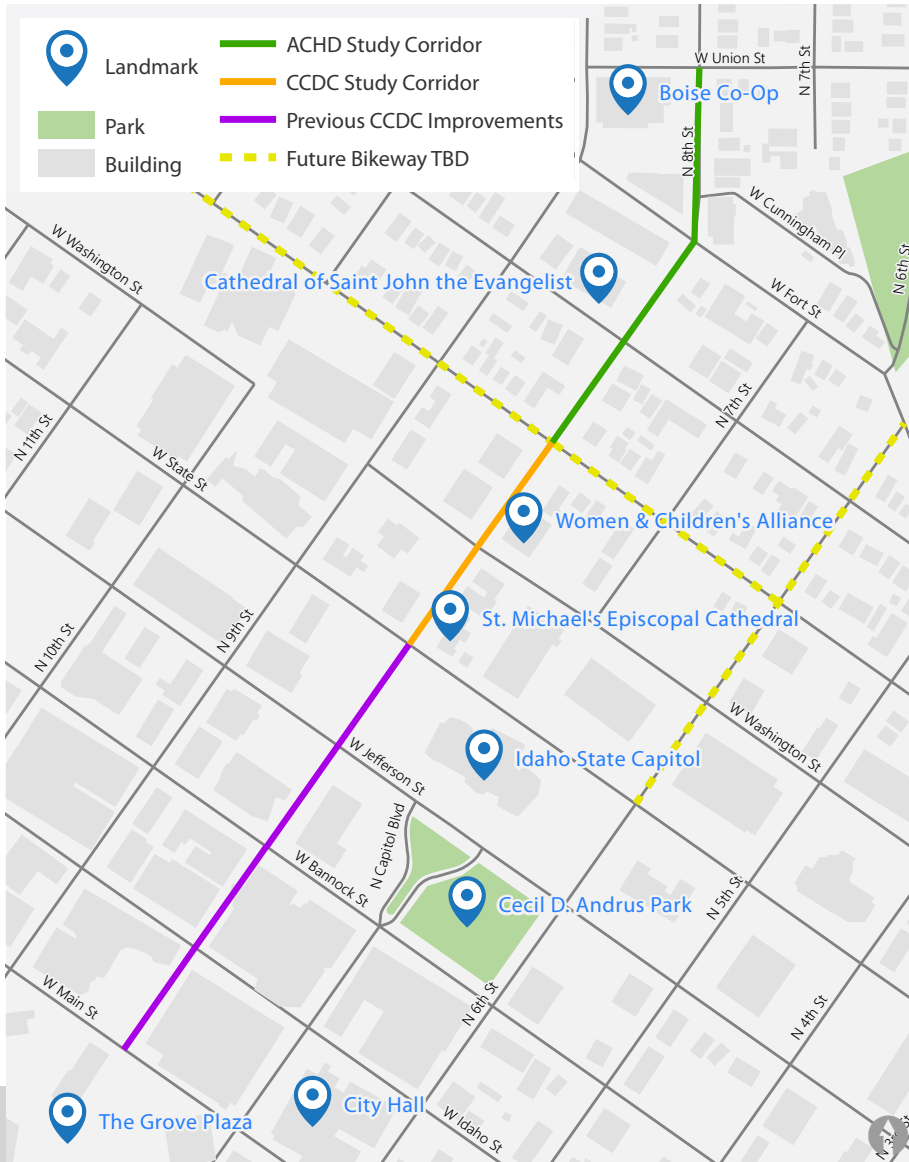 Landmark
Park
Building
ACHD Study Corridor
CCDC Study Corridor
Previous CCDC Improvements
Future Bikeway TBD
W Union St
N 7th St
Boise Co-Op
N 8th St
W Cunningham Pl
N 6th St
W Washington St
Cathedral of Saint John the Evangelist
W Fort St
N 7th St
N 11th St
W State St
Women & Children's Alliance
St. Michael's Episcopal Cathedral
N 9th St
N 10th St
W Washington St
Idaho State Capitol
W Jefferson St
N Capitol Blvd
W Bannock St
Cecil D. Andrus Park
N 5th St
W Main St
N 6th St
N 4th St
The Grove Plaza
City Hall
W Idaho St